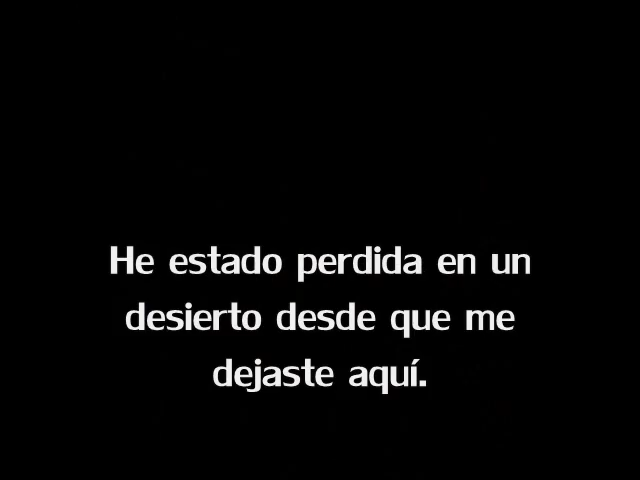 He estado perdida en un
desierto desde que me
dejaste aquí.